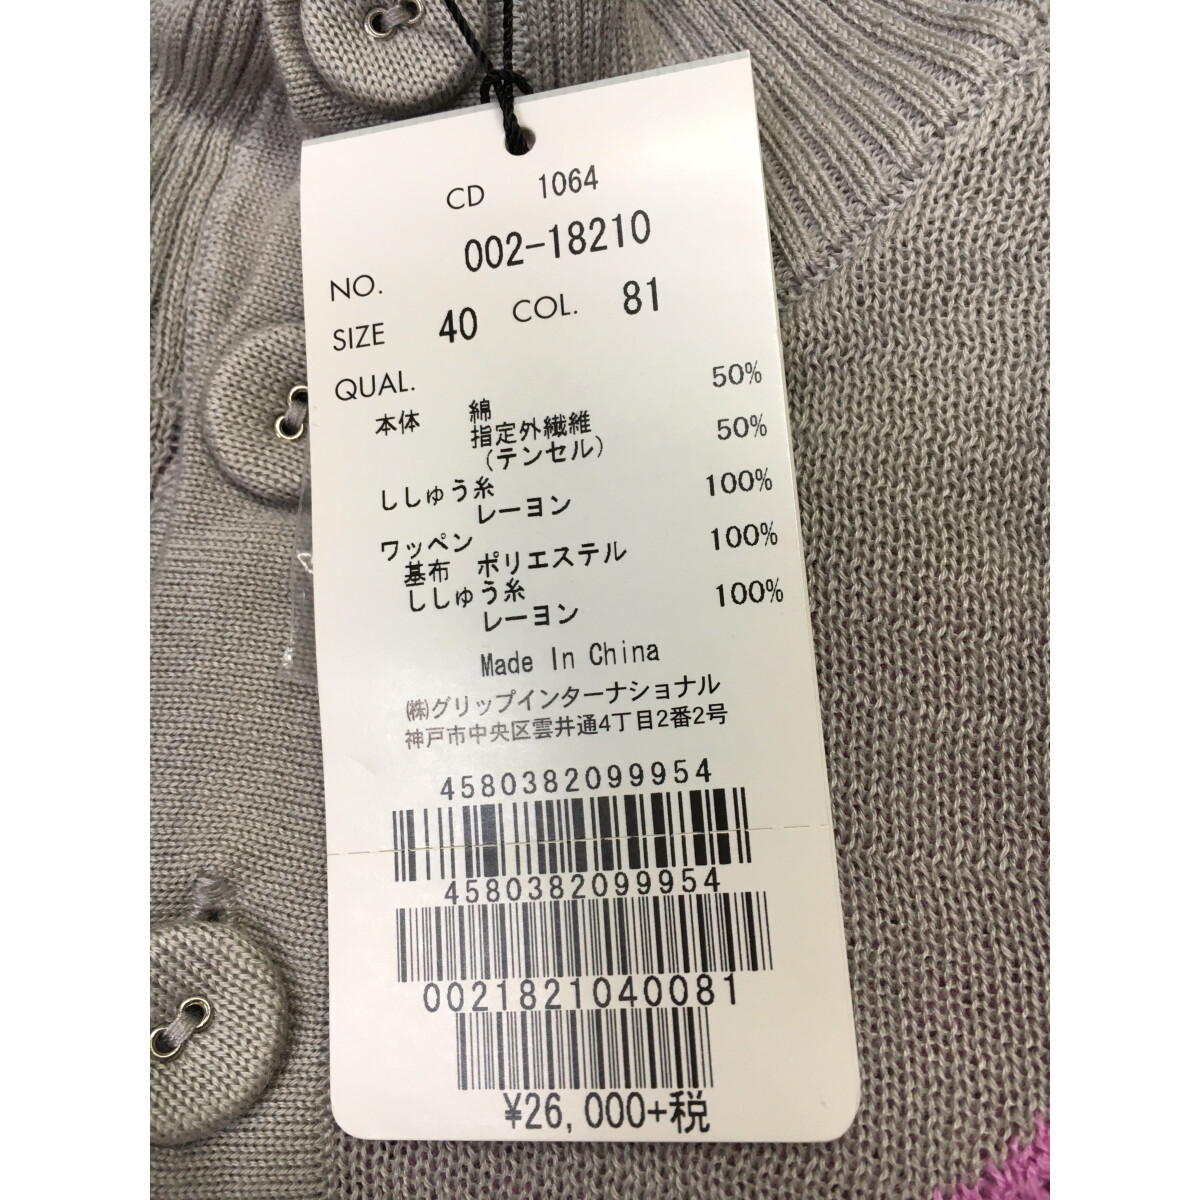 CD 1064
NO. 002-18210
SIZE 40 COL. 81
QUAL.
本体 綿 50%
指定外繊維 50%
(テンセル)
ししゅう糸
レーヨン 100%
ワッペン
基布 ポリエステル 100%
ししゅう糸
レーヨン 100%
Made In China
㈱グリップインターナショナル
神戸市中央区雲井通4丁目2番2号
4580382099954
4580382099954
0021821040081
¥26,000+税